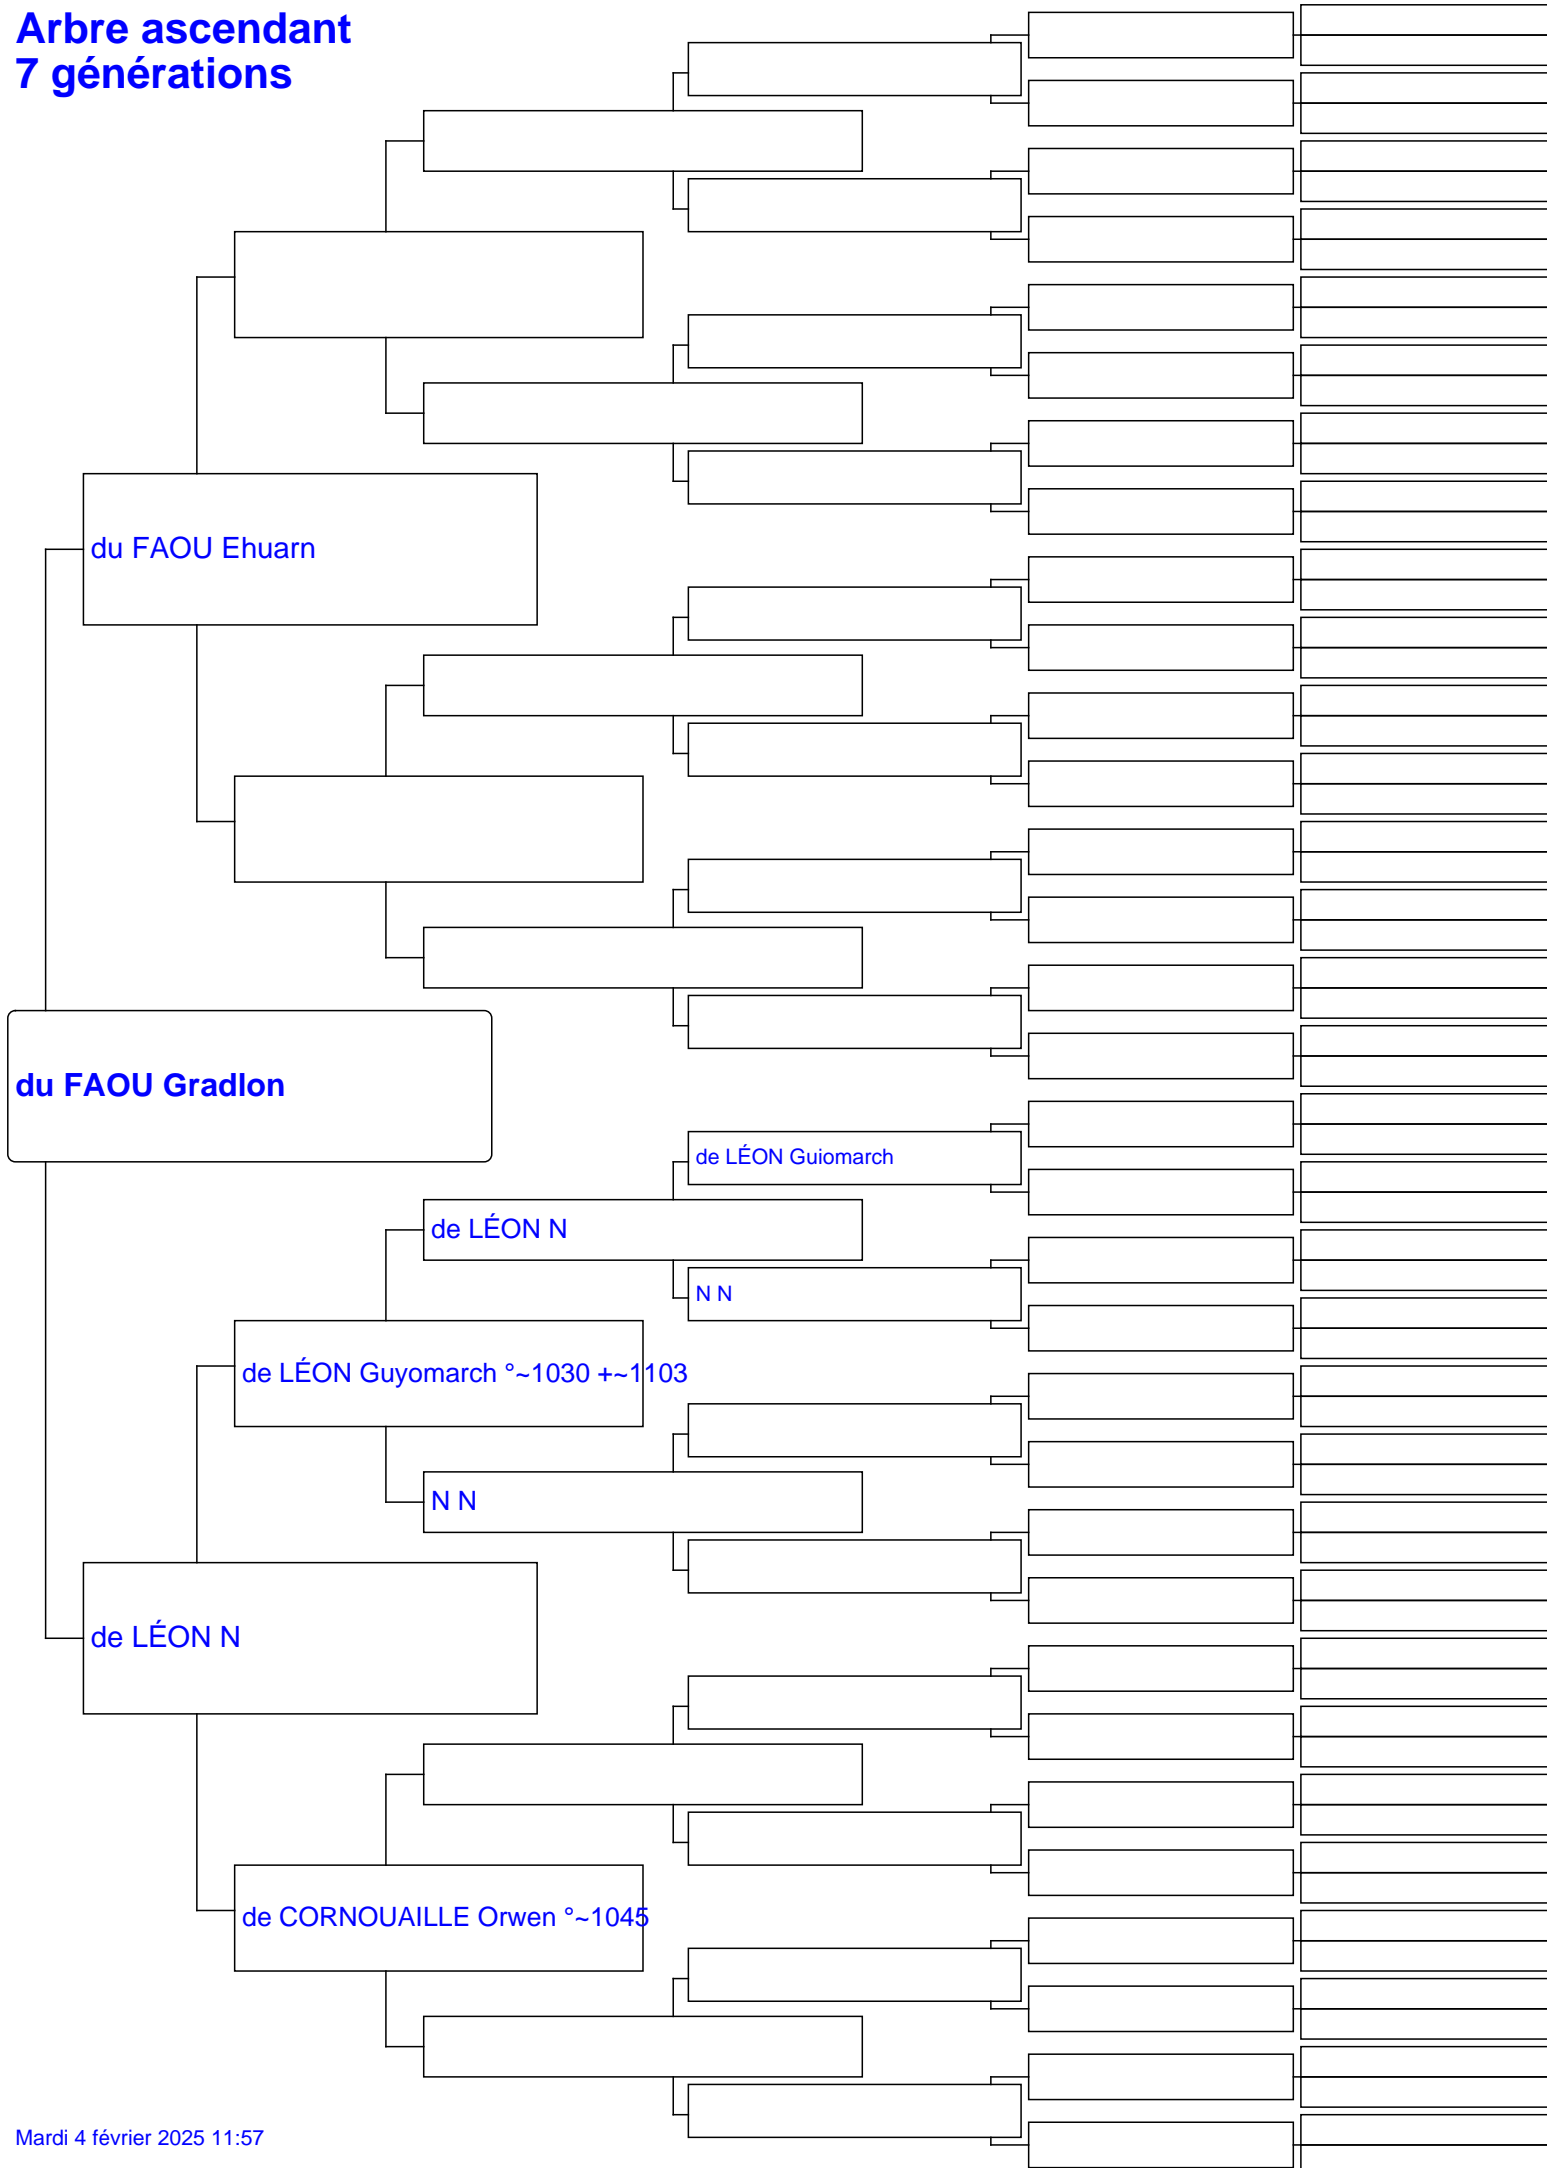 Arbre ascendant
7 générations
du FAOU Ehuarn
du FAOU Gradlon
de LÉON Guiomarch
de LÉON N
N N
de LÉON Guyomarch °~1030 +~1103
N N
de LÉON N
de CORNOUAILLE Orwen °~1045
Mardi 4 février 2025 11:57